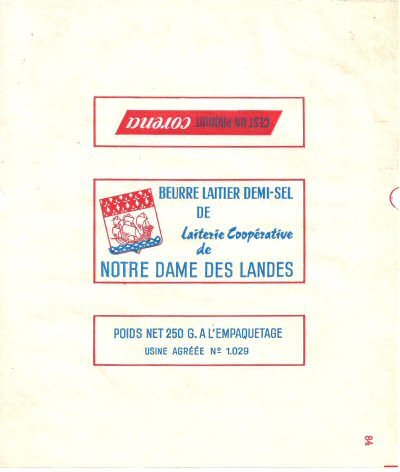 C'EST UN PRODUIT corena
BEURRE LAITIER DEMI-SEL
DE
Laiterie Coopérative
de
NOTRE DAME DES LANDES
POIDS NET 250 G. A L'EMPAQUETAGE
USINE AGRÉÉE Nº 1.029
84